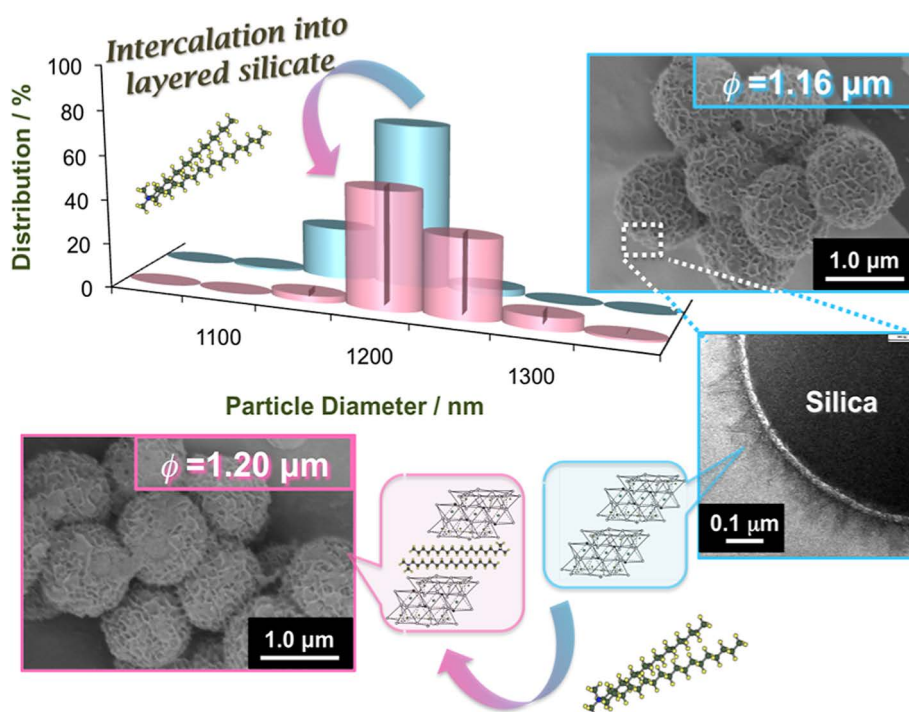 Intercalation into
layered silicate
Distribution / %
100
80
60
40
20
0
1100
1200
1300
Particle Diameter / nm
ϕ =1.16 μm
1.0 μm
Silica
0.1 μm
ϕ =1.20 μm
1.0 μm